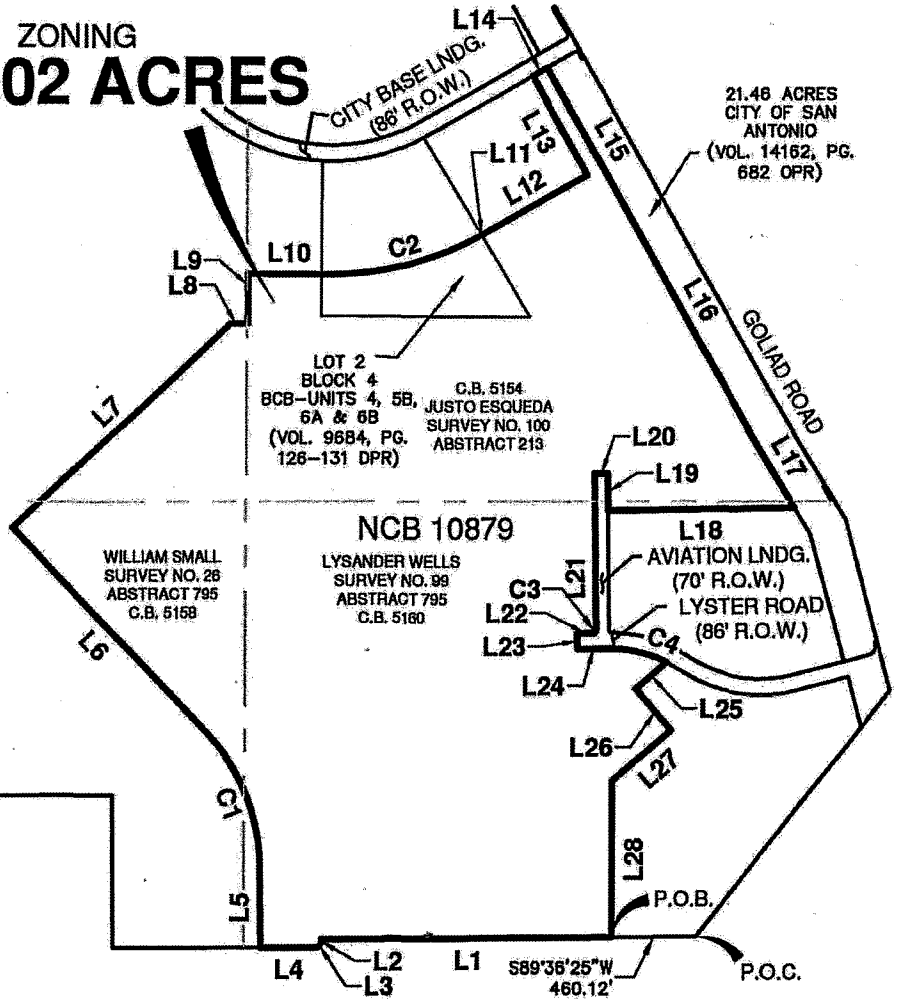 ZONING
02 ACRES
L14
CITY BASE LNDG.
(86' R.O.W.)
21.46 ACRES
CITY OF SAN
ANTONIO
(VOL. 14162, PG.
682 OPR)
L13
L15
L11
L12
L10
C2
L9
L8
L16
GOLIAD ROAD
LOT 2
BLOCK 4
BCB-UNITS 4, 5B,
6A & 6B
(VOL. 9684, PG.
126-131 DPR)
C.B. 5154
JUSTO ESQUEDA
SURVEY NO. 100
ABSTRACT 213
L7
L20
L19
L17
NCB 10879
L18
WILLIAM SMALL
SURVEY NO. 26
ABSTRACT 795
C.B. 5159
LYSANDER WELLS
SURVEY NO. 99
ABSTRACT 795
C.B. 5160
L21
AVIATION LNDG.
(70' R.O.W.)
C3
L22
LYSTER ROAD
(86' R.O.W.)
L23
C4
L6
L24
L25
L26
L27
C1
L28
L5
P.O.B.
L2
L1
L4
L3
S89°36'25"W
460.12'
P.O.C.